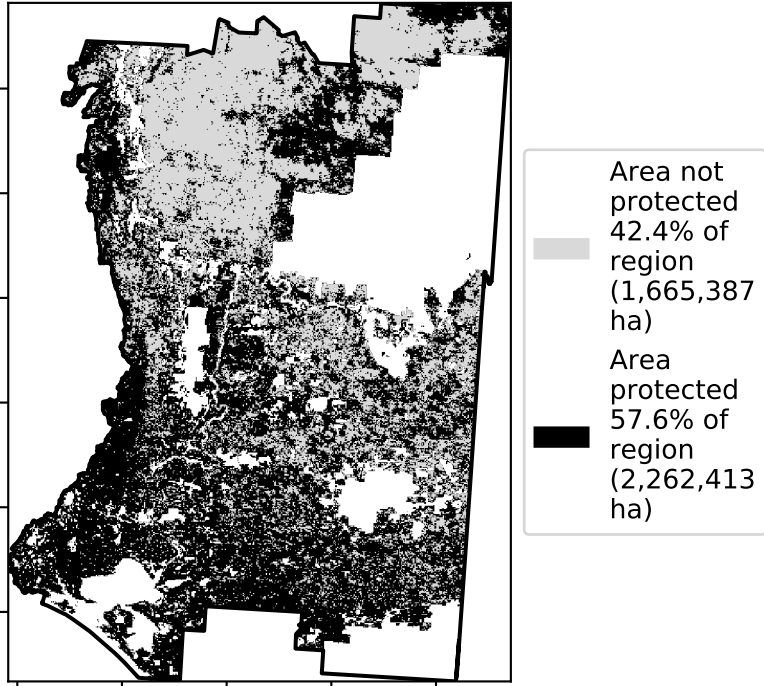 Area not
protected
42.4% of
region
(1,665,387
ha)
Area
protected
57.6% of
region
(2,262,413
ha)